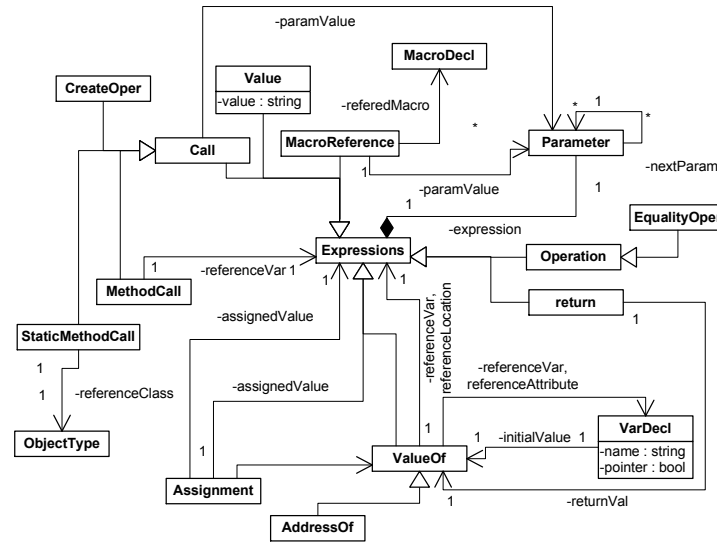 -paramValue
MacroDecl
CreateOper
Value
-value : string
-referedMacro
*
1
*
*
Call
MacroReference
Parameter
1
-paramValue
-nextParam
1
1
-expression
EqualityOper
Expressions
Operation
1
-referenceVar 1
1
1
MethodCall
return
1
StaticMethodCall
-assignedValue
-referenceVar,
referenceLocation
1
1
-referenceClass
-assignedValue
-referenceVar,
referenceAttribute
ObjectType
VarDecl
-name : string
-pointer : bool
1
1
1
-initialValue
1
ValueOf
Assignment
1
-returnVal
AddressOf